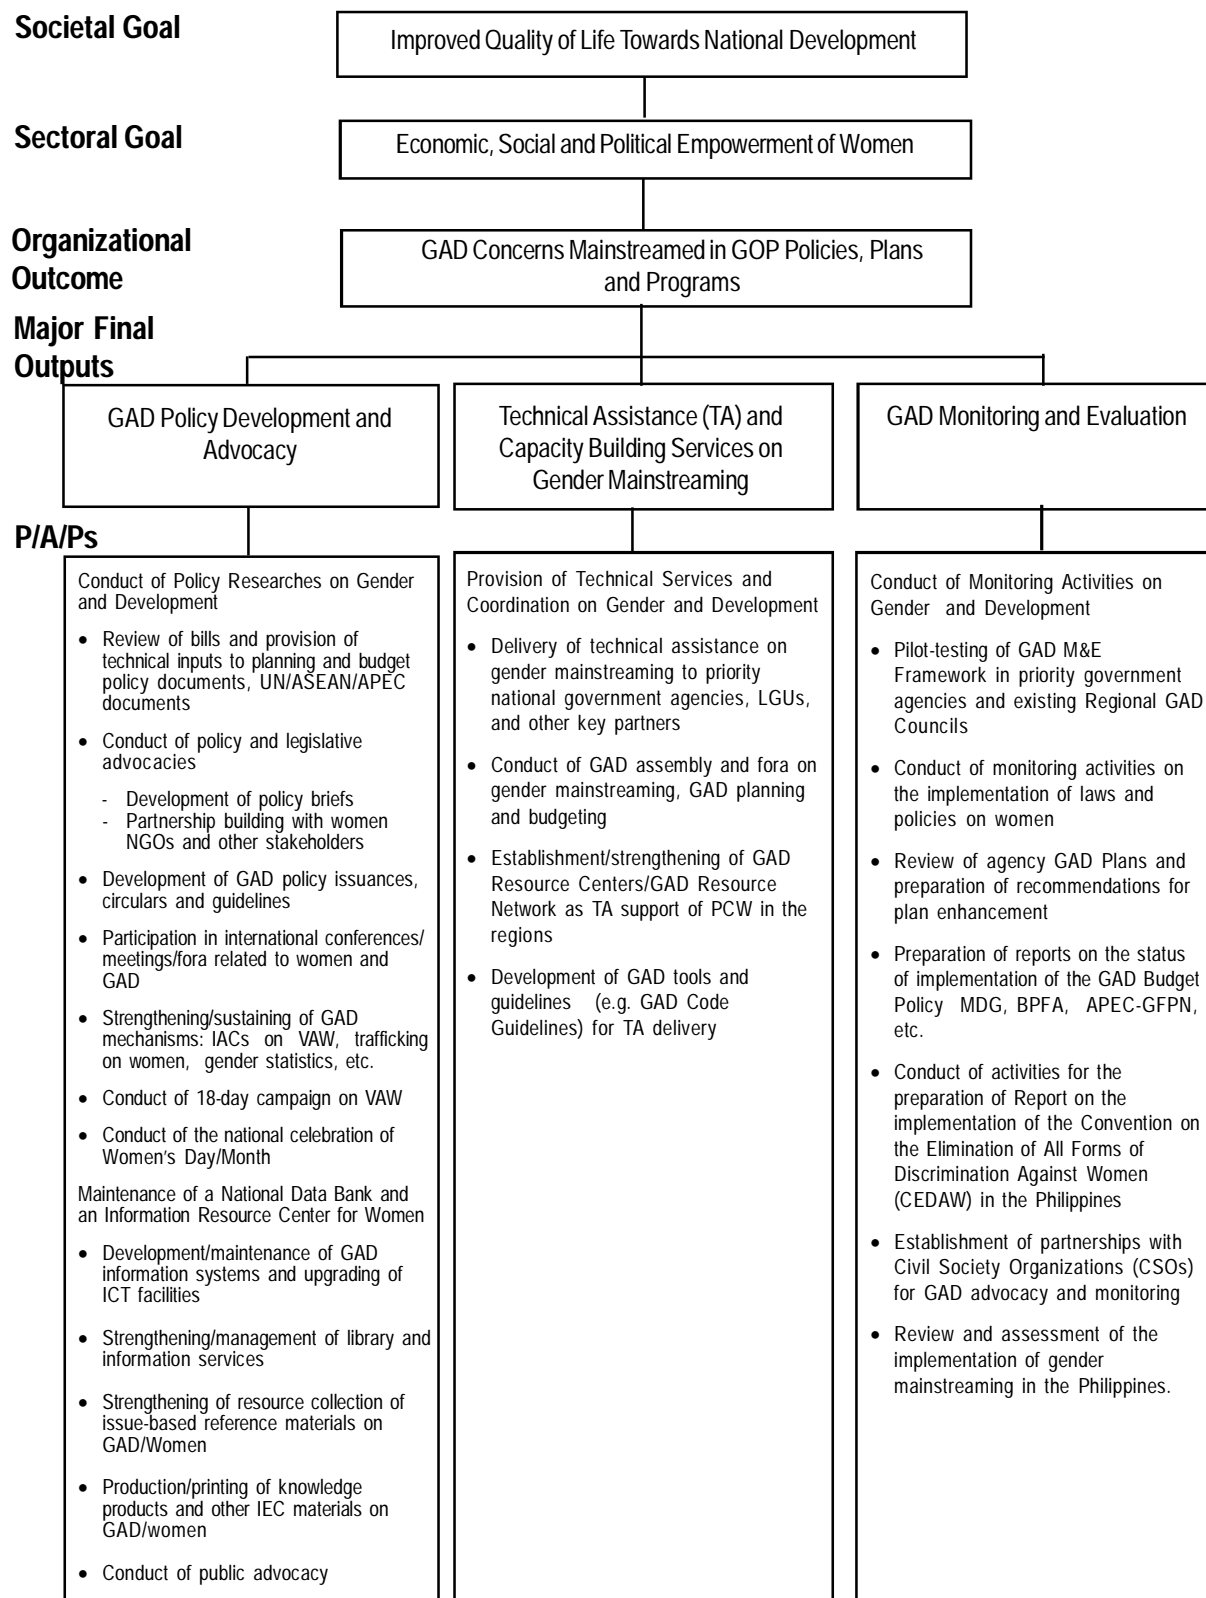 Societal Goal
Improved Quality of Life Towards National Development
Sectoral Goal
Economic, Social and Political Empowerment of Women
Organizational
Outcome
GAD Concerns Mainstreamed in GOP Policies, Plans
and Programs
Major Final
Outputs
GAD Policy Development and
Advocacy
Technical Assistance (TA) and
Capacity Building Services on
Gender Mainstreaming
GAD Monitoring and Evaluation
P/A/Ps
Conduct of Policy Researches on Gender
and Development
• Review of bills and provision of
technical inputs to planning and budget
policy documents, UN/ASEAN/APEC
documents
• Conduct of policy and legislative
advocacies
- Development of policy briefs
- Partnership building with women
NGOs and other stakeholders
• Development of GAD policy issuances,
circulars and guidelines
• Participation in international conferences/
meetings/fora related to women and
GAD
• Strengthening/sustaining of GAD
mechanisms: IACs on VAW, trafficking
on women, gender statistics, etc.
• Conduct of 18-day campaign on VAW
• Conduct of the national celebration of
Women's Day/Month
Maintenance of a National Data Bank and
an Information Resource Center for Women
• Development/maintenance of GAD
information systems and upgrading of
ICT facilities
• Strengthening/management of library and
information services
• Strengthening of resource collection of
issue-based reference materials on
GAD/Women
• Production/printing of knowledge
products and other IEC materials on
GAD/women
• Conduct of public advocacy
Provision of Technical Services and
Coordination on Gender and Development
• Delivery of technical assistance on
gender mainstreaming to priority
national government agencies, LGUs,
and other key partners
• Conduct of GAD assembly and fora on
gender mainstreaming, GAD planning
and budgeting
• Establishment/strengthening of GAD
Resource Centers/GAD Resource
Network as TA support of PCW in the
regions
• Development of GAD tools and
guidelines (e.g. GAD Code
Guidelines) for TA delivery
Conduct of Monitoring Activities on
Gender and Development
• Pilot-testing of GAD M&E
Framework in priority government
agencies and existing Regional GAD
Councils
• Conduct of monitoring activities on
the implementation of laws and
policies on women
• Review of agency GAD Plans and
preparation of recommendations for
plan enhancement
• Preparation of reports on the status
of implementation of the GAD Budget
Policy MDG, BPFA, APEC-GFPN,
etc.
• Conduct of activities for the
preparation of Report on the
implementation of the Convention on
the Elimination of All Forms of
Discrimination Against Women
(CEDAW) in the Philippines
• Establishment of partnerships with
Civil Society Organizations (CSOs)
for GAD advocacy and monitoring
• Review and assessment of the
implementation of gender
mainstreaming in the Philippines.